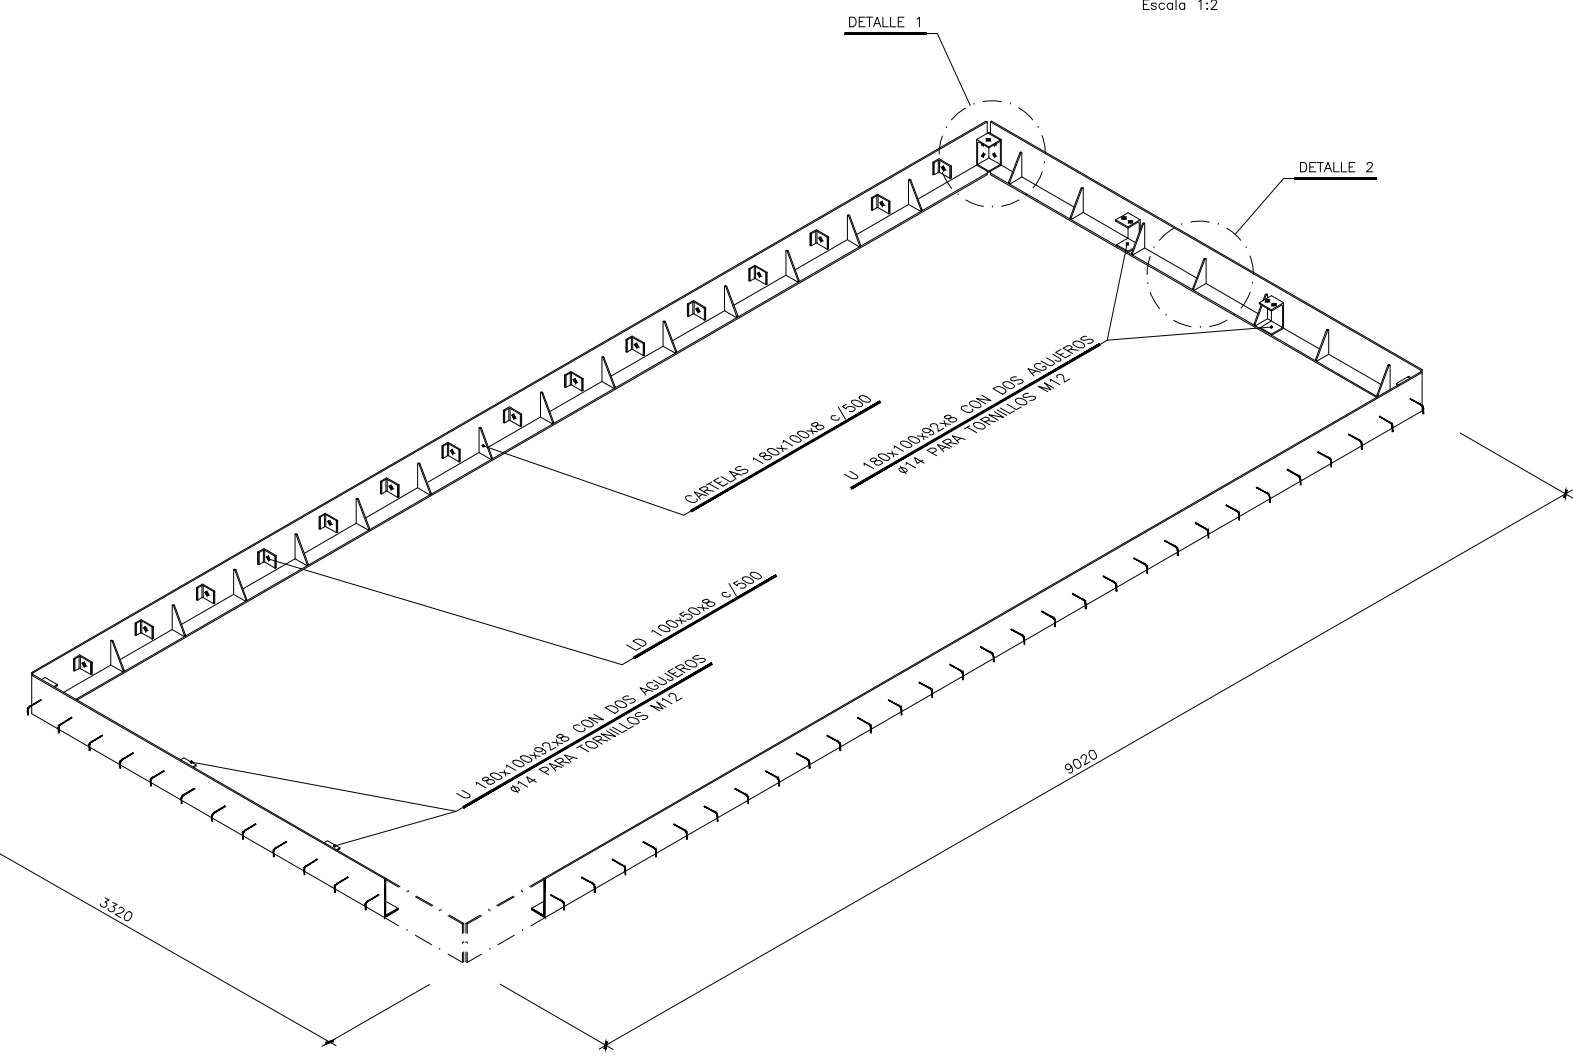 Escala 1:2
DETALLE 1
DETALLE 2
U 180x100x92x8 CON DOS AGUJEROS
ø14 PARA TORNILLOS M12
CARTELAS 180x100x8 c/500
LD 100x50x8 c/500
U 180x100x92x8 CON DOS AGUJEROS
ø14 PARA TORNILLOS M12
9020
3320